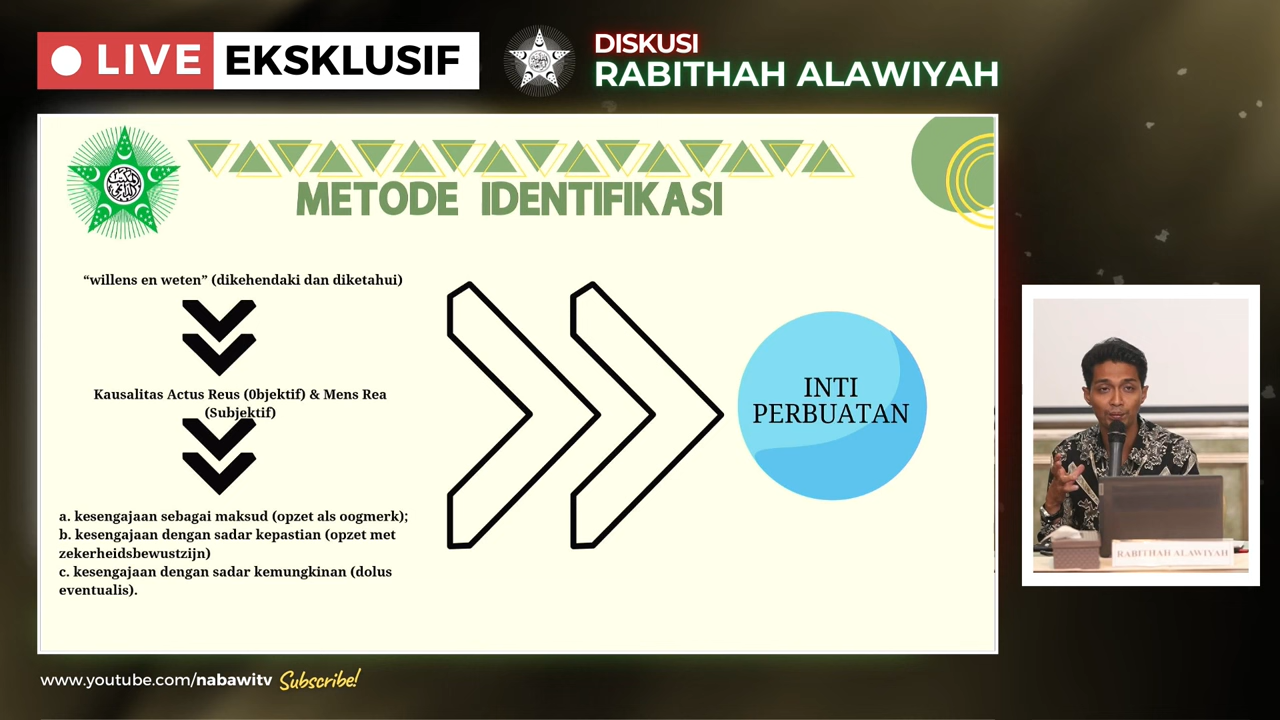 LIVE EKSKLUSIF
DISKUSI
RABITHAH ALAWIYAH
METODE IDENTIFIKASI
“willens en weten” (dikehendaki dan diketahui)
Kausalitas Actus Reus (0bjektif) & Mens Rea
(Subjektif)
a. kesengajaan sebagai maksud (opzet als oogmerk);
b. kesengajaan dengan sadar kepastian (opzet met
zekerheidsbewustzijn)
c. kesengajaan dengan sadar kemungkinan (dolus
eventualis).
INTI
PERBUATAN
RABITHAH ALAWIYAH
www.youtube.com/nabawitv Subscribe!